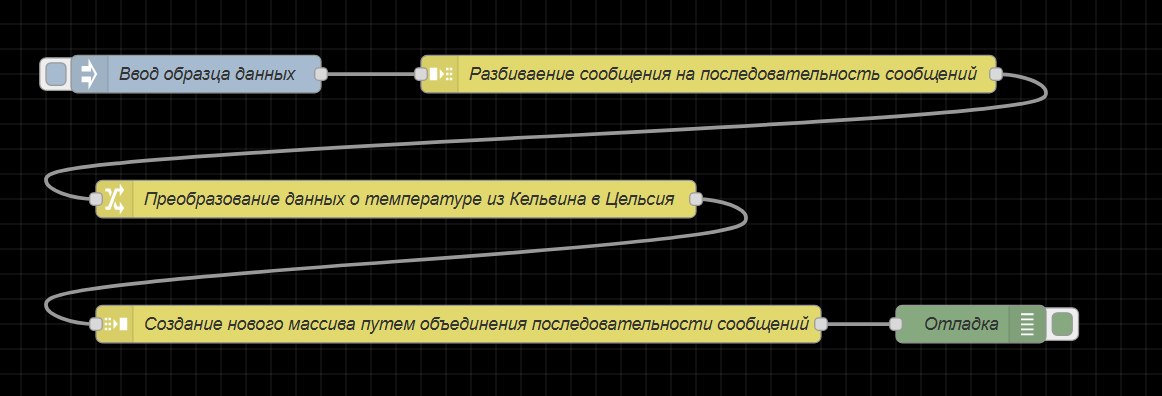 Ввод образца данных
Разбиваение сообщения на последовательность сообщений
Преобразование данных о температуре из Кельвина в Цельсия
Создание нового массива путем объединения последовательности сообщений
Отладка